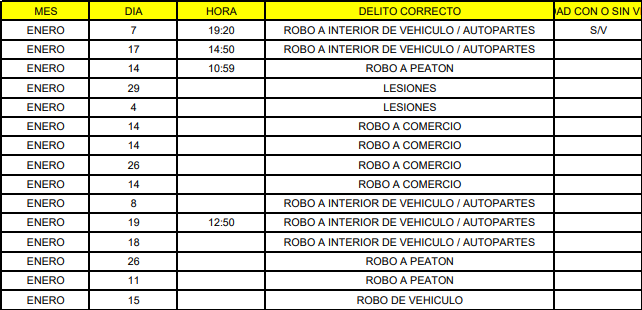 MES DIA HORA DELITO CORRECTO DAD CON O SIN V
ENERO 7 19:20 ROBO A INTERIOR DE VEHICULO / AUTOPARTES S/V
ENERO 17 14:50 ROBO A INTERIOR DE VEHICULO / AUTOPARTES
ENERO 14 10:59 ROBO A PEATON
ENERO 29 LESIONES
ENERO 4 LESIONES
ENERO 14 ROBO A COMERCIO
ENERO 14 ROBO A COMERCIO
ENERO 26 ROBO A COMERCIO
ENERO 14 ROBO A COMERCIO
ENERO 8 ROBO A INTERIOR DE VEHICULO / AUTOPARTES
ENERO 19 12:50 ROBO A INTERIOR DE VEHICULO / AUTOPARTES
ENERO 18 ROBO A INTERIOR DE VEHICULO / AUTOPARTES
ENERO 26 ROBO A PEATON
ENERO 11 ROBO A PEATON
ENERO 15 ROBO DE VEHICULO